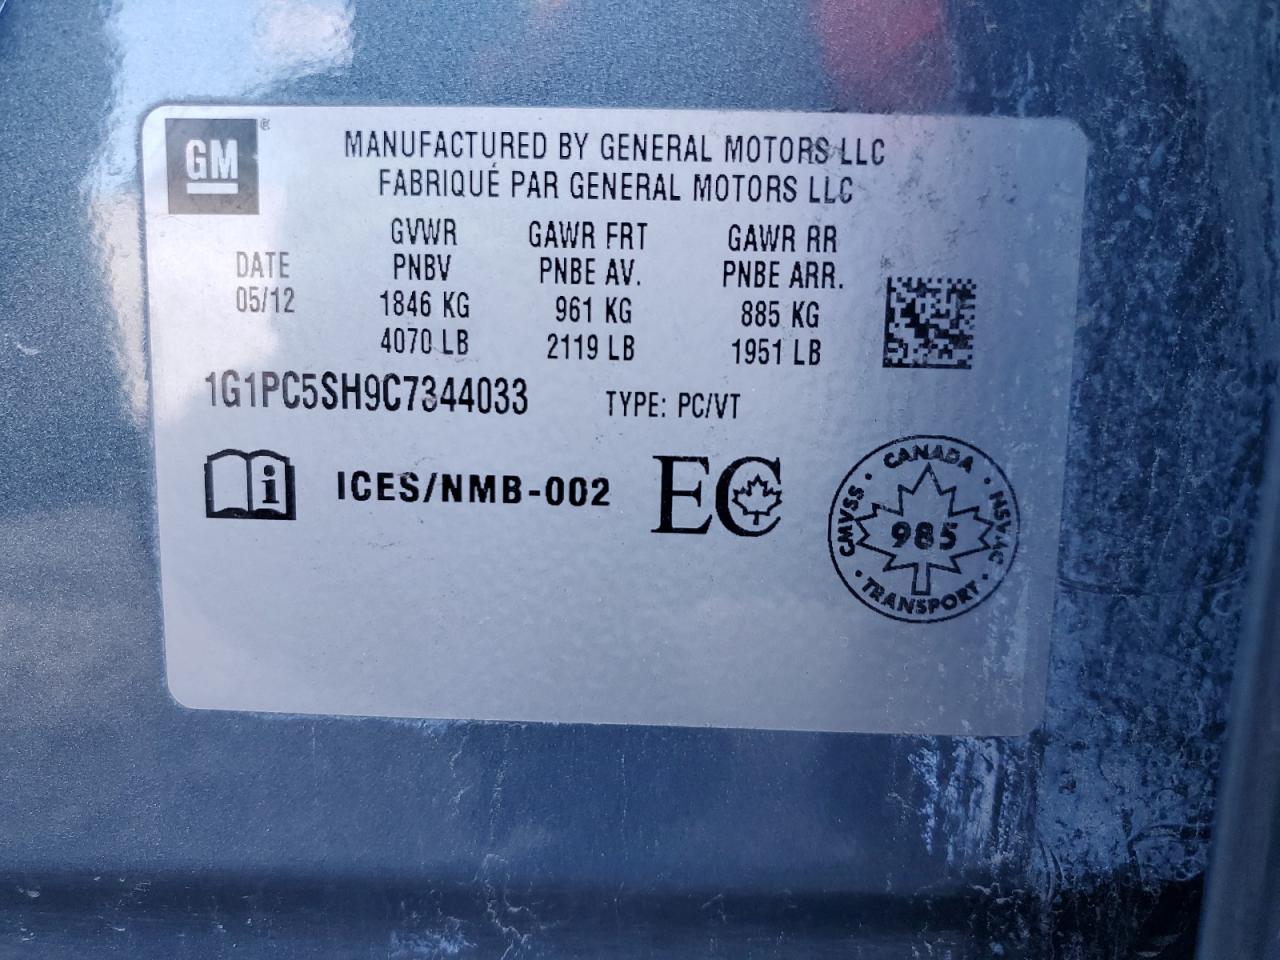 GM®
MANUFACTURED BY GENERAL MOTORS LLC
FABRIQUÉ PAR GENERAL MOTORS LLC
DATE
05/12
GVWR
PNBV
1846 KG
4070 LB
GAWR FRT
PNBE AV.
961 KG
2119 LB
GAWR RR
PNBE ARR.
885 KG
1951 LB
1G1PC5SH9C7344033 TYPE: PC/VT
i
ICES/NMB-002
EC
CANADA
CMVSS
NSVAC
985
TRANSPORT